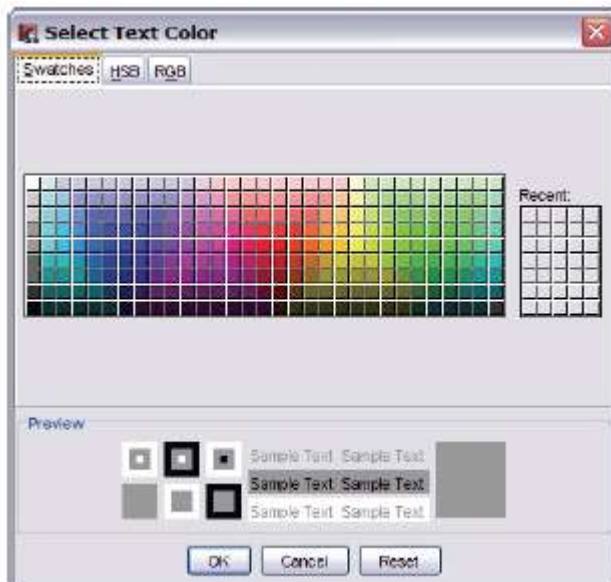 Select Text Color
Swatches HSB RGB
Recent:
Preview
Sample Text Sample Text
Sample Text Sample Text
Sample Text Sample Text
OK Cancel Reset